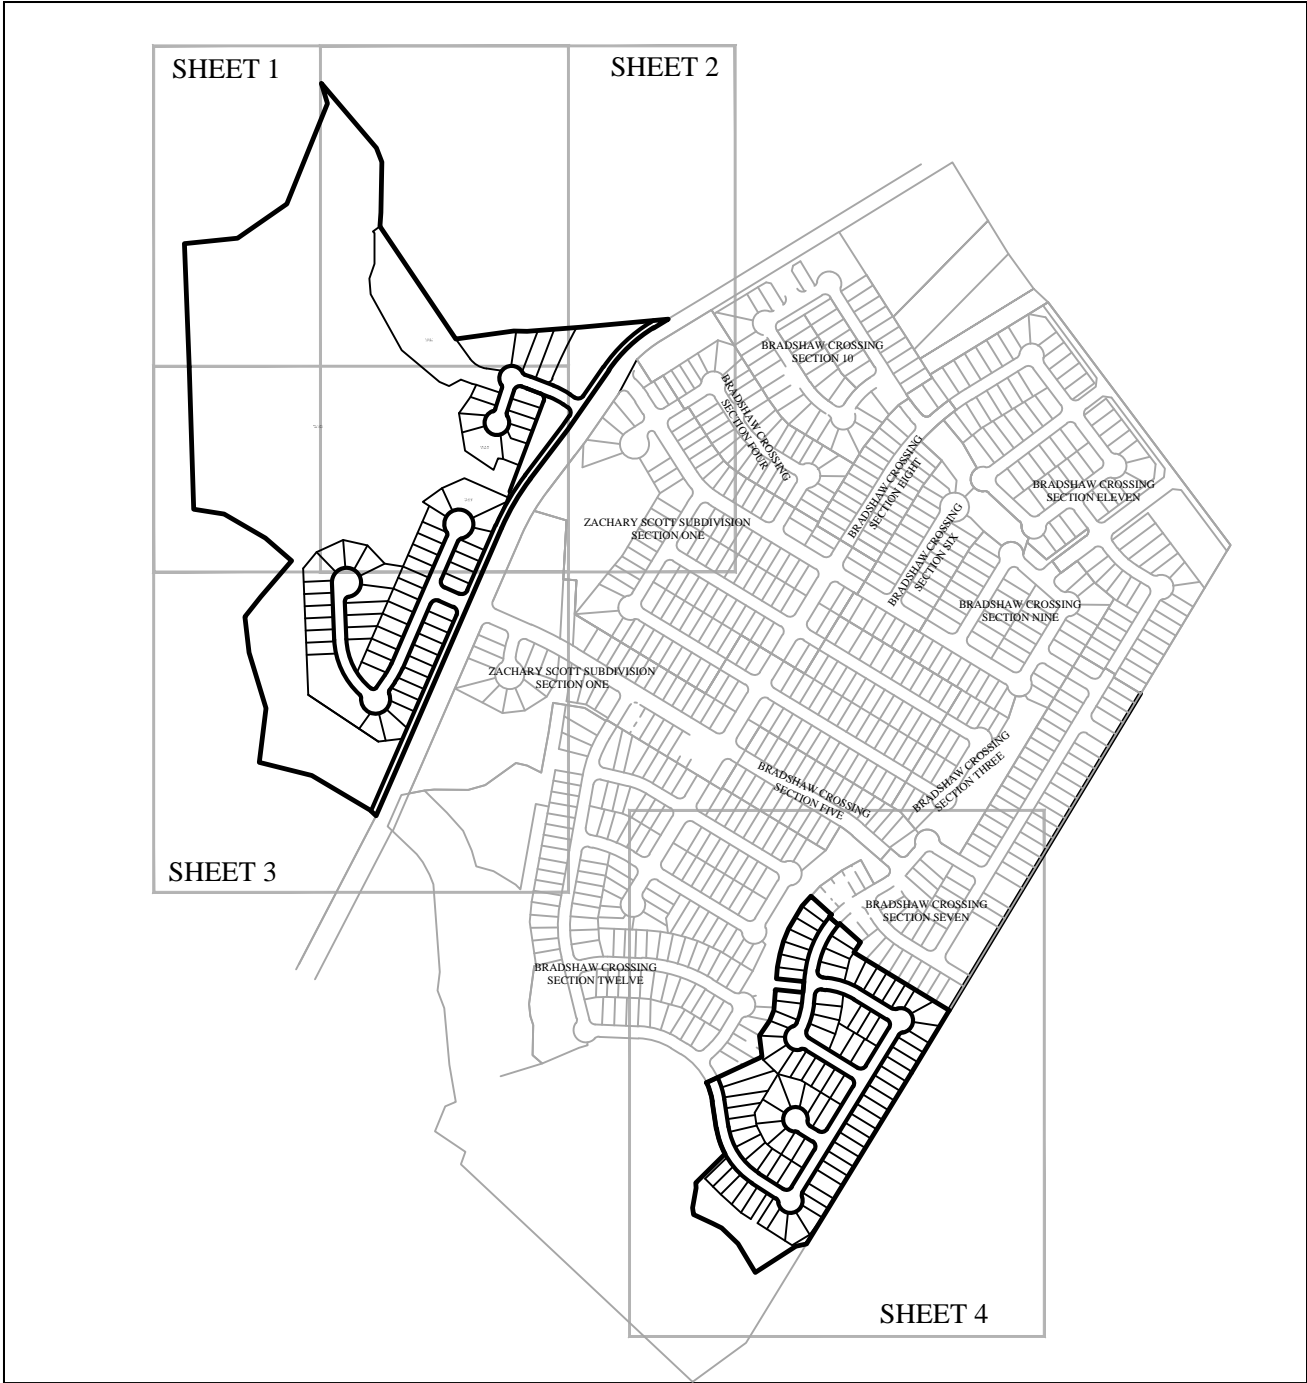 SHEET 1
SHEET 2
BRADSHAW CROSSING
SECTION 10
BRADSHAW CROSSING
SECTION FOUR
BRADSHAW CROSSING
SECTION EIGHT
BRADSHAW CROSSING
SECTION ELEVEN
ZACHARY SCOTT SUBDIVISION
SECTION ONE
BRADSHAW CROSSING
SECTION SIX
BRADSHAW CROSSING
SECTION NINE
ZACHARY SCOTT SUBDIVISION
SECTION ONE
BRADSHAW CROSSING
SECTION THREE
BRADSHAW CROSSING
SECTION FIVE
SHEET 3
BRADSHAW CROSSING
SECTION SEVEN
BRADSHAW CROSSING
SECTION TWELVE
SHEET 4